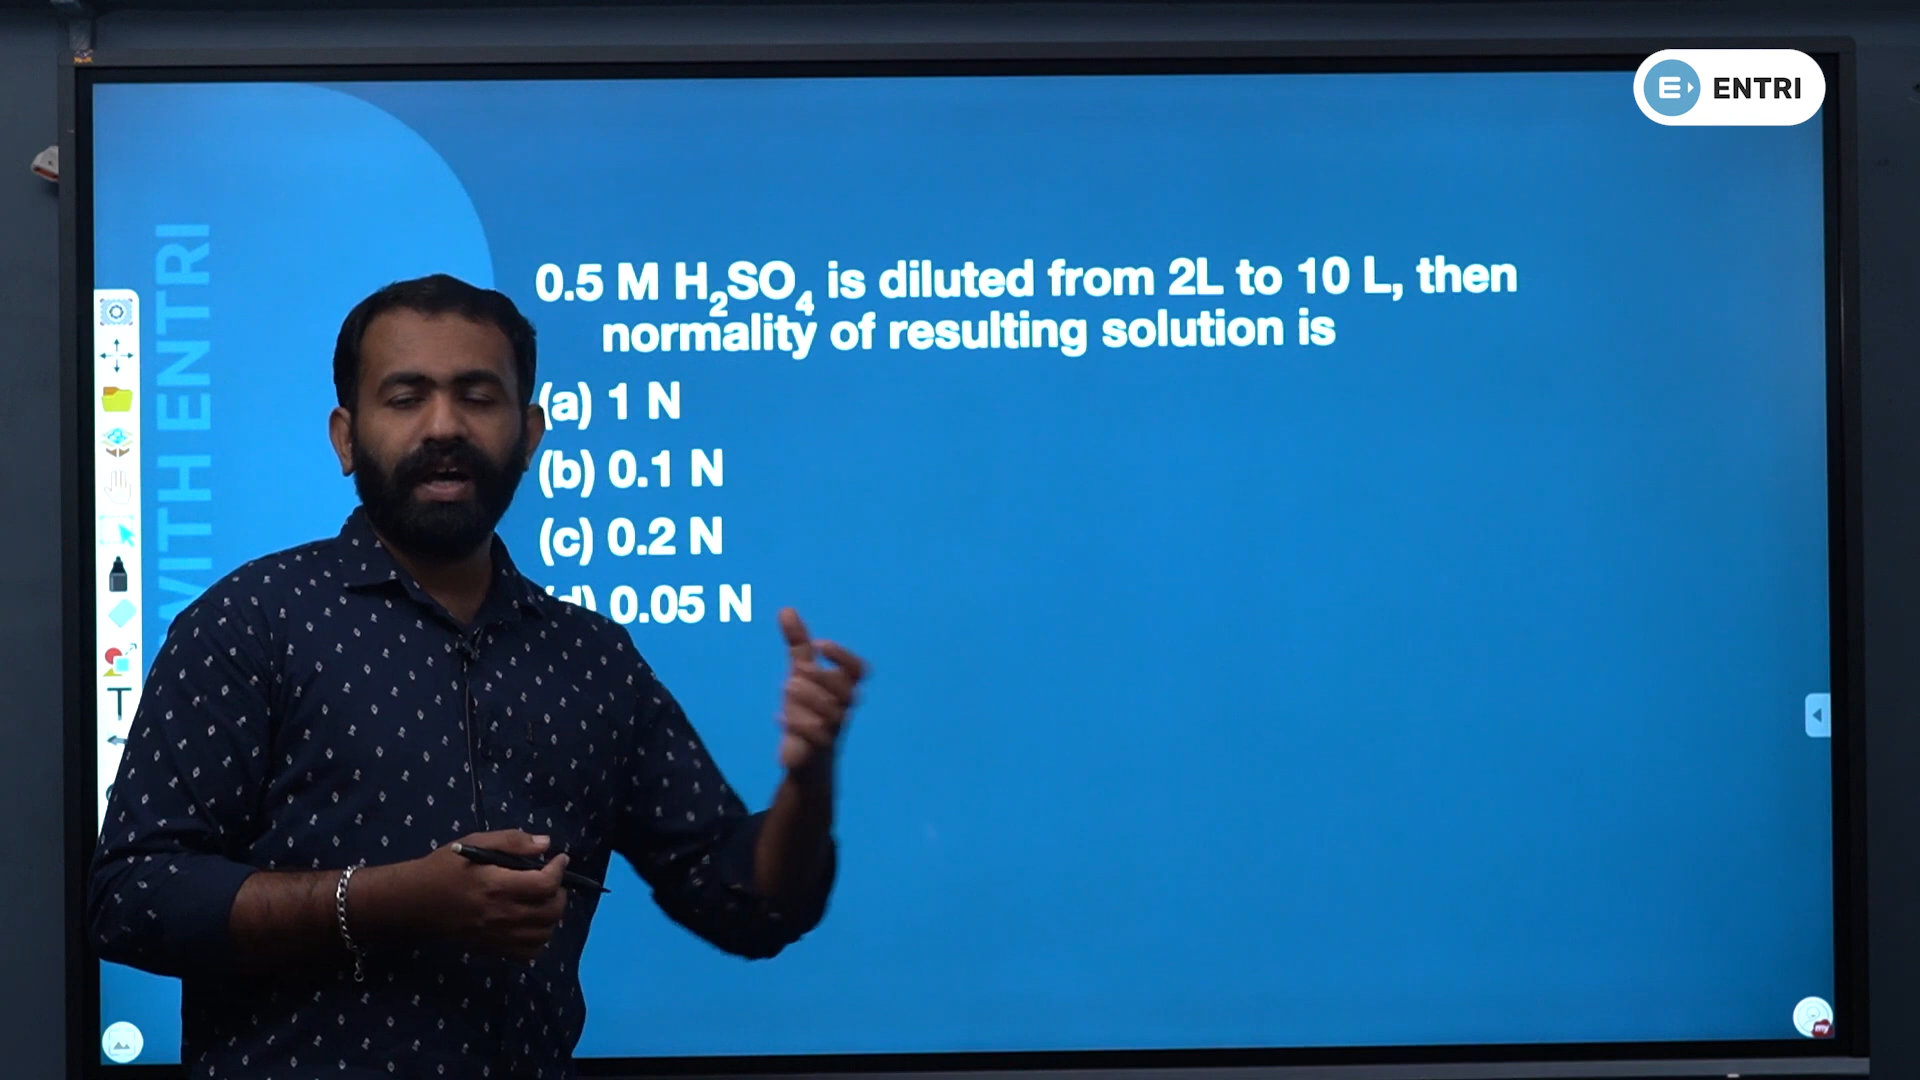 ENTRI
WITH ENTRI
0.5 M H₂SO₄ is diluted from 2L to 10 L, then
normality of resulting solution is
(a) 1 N
(b) 0.1 N
(c) 0.2 N
(d) 0.05 N